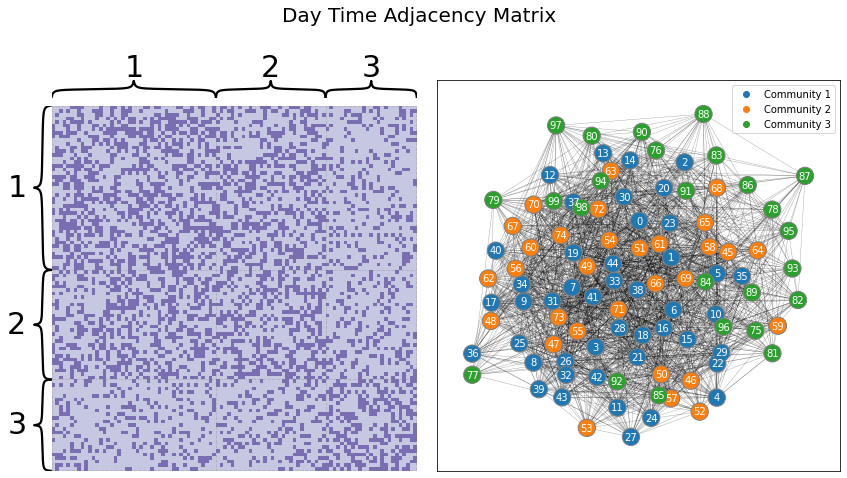 Day Time Adjacency Matrix
1 2 3
1
2
3
Community 1
Community 2
Community 3
88
97
80 90
13 76 83
14 2
12 63
94 20 91 68 86 87
79 99 37 98 72 30 78
70
67 0 23 65 95
74 54
40 60 51 61 58 45 64
19 44 1
56 49 5 93
62 34 33 66 69 84 35
7 38 89
17 9 31 41 82
48 73 71 6 10
55 28 16 96 75 59
25 47 18 15
36 3 29 81
8 26 21 22
77 32 42 92 50 46
39 43 85 57 4
11 52
24
53 27